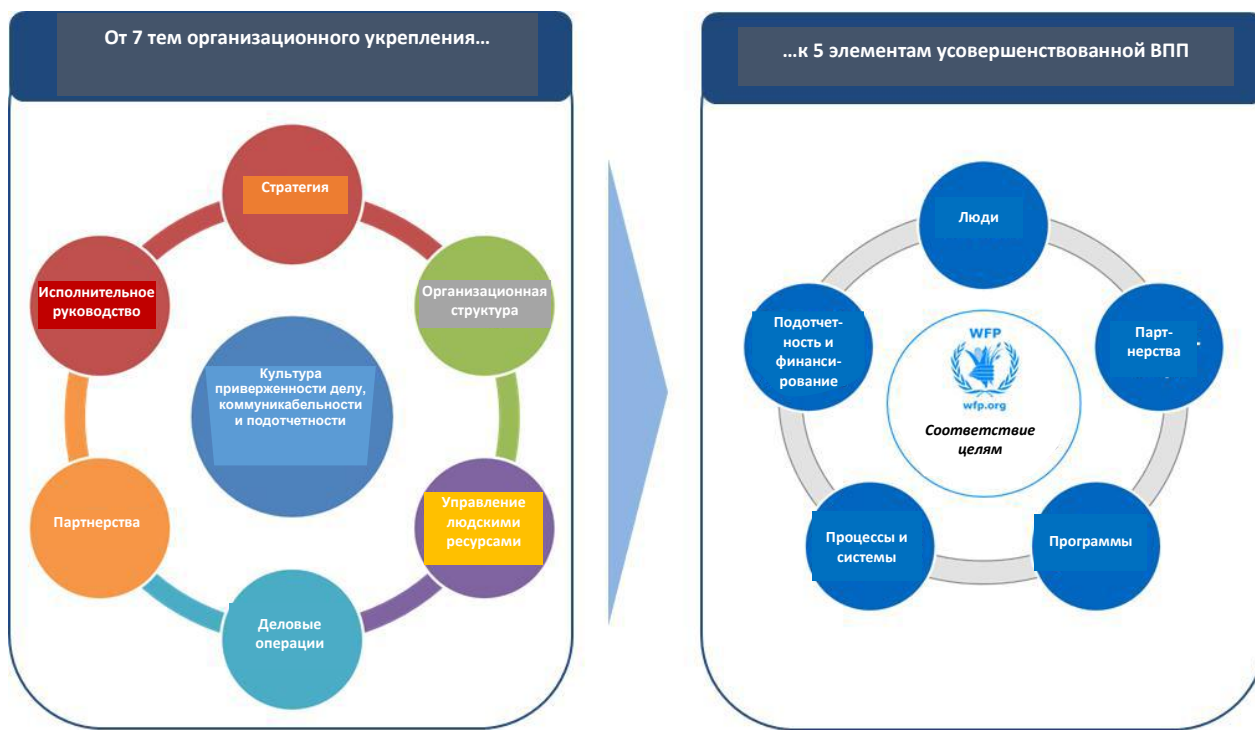 От 7 тем организационного укрепления…
Стратегия
Исполнительное
руководство
Организационная
структура
Культура
приверженности делу,
коммуникабельности
и подотчетности
Партнерства
Управление
людскими
ресурсами
Деловые
операции
…к 5 элементам усовершенствованной ВПП
Люди
Подотчет-
ность и
финанси-
рование
Парт-
нерства
WFP
wfp.org
Соответствие
целям
Процессы и
системы
Программы